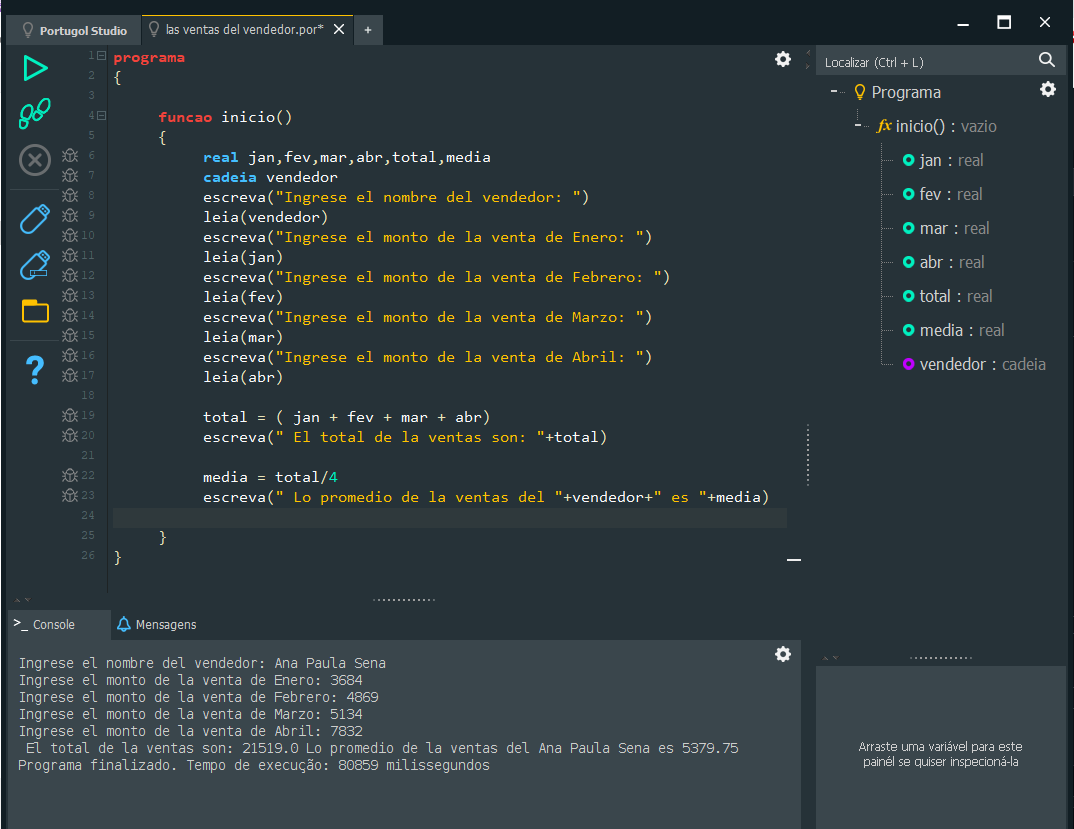 Portugol Studio
las ventas del vendedor.por*
+
1 programa
2 {
3
4 funcao inicio()
5 {
6 real jan,fev,mar,abr,total,media
7 cadeia vendedor
8 escreva("Ingrese el nombre del vendedor: ")
9 leia(vendedor)
10 escreva("Ingrese el monto de la venta de Enero: ")
11 leia(jan)
12 escreva("Ingrese el monto de la venta de Febrero: ")
13 leia(fev)
14 escreva("Ingrese el monto de la venta de Marzo: ")
15 leia(mar)
16 escreva("Ingrese el monto de la venta de Abril: ")
17 leia(abr)
18
19 total = ( jan + fev + mar + abr)
20 escreva(" El total de la ventas son: "+total)
21
22 media = total/4
23 escreva(" Lo promedio de la ventas del "+vendedor+" es "+media)
24
25 }
26 }
Localizar (Ctrl + L)
Programa
fx inicio() : vazio
jan : real
fev : real
mar : real
abr : real
total : real
media : real
vendedor : cadeia
>_ Console
Mensagens
Ingrese el nombre del vendedor: Ana Paula Sena
Ingrese el monto de la venta de Enero: 3684
Ingrese el monto de la venta de Febrero: 4869
Ingrese el monto de la venta de Marzo: 5134
Ingrese el monto de la venta de Abril: 7832
El total de la ventas son: 21519.0 Lo promedio de la ventas del Ana Paula Sena es 5379.75
Programa finalizado. Tempo de execução: 80859 milissegundos
Arraste uma variável para este
painél se quiser inspecioná-la